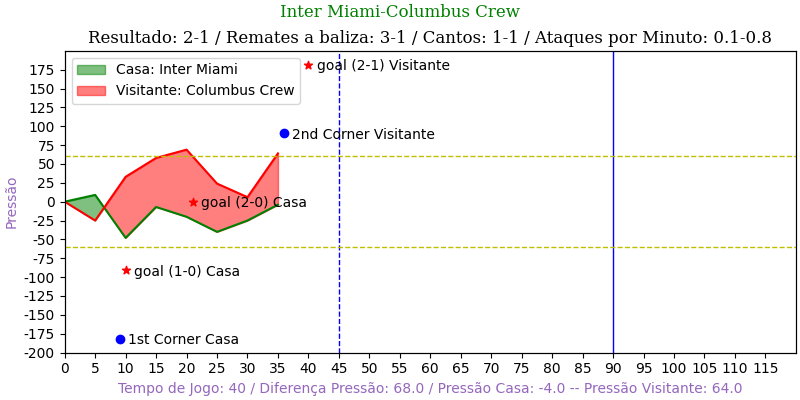 Inter Miami-Columbus Crew
Resultado: 2-1 / Remates a baliza: 3-1 / Cantos: 1-1 / Ataques por Minuto: 0.1-0.8
Casa: Inter Miami
Visitante: Columbus Crew
goal (2-1) Visitante
2nd Corner Visitante
goal (2-0) Casa
goal (1-0) Casa
1st Corner Casa
Pressão
175
150
125
100
75
50
25
0
-25
-50
-75
-100
-125
-150
-175
-200
0 5 10 15 20 25 30 35 40 45 50 55 60 65 70 75 80 85 90 95 100 105 110 115
Tempo de Jogo: 40 / Diferença Pressão: 68.0 / Pressão Casa: -4.0 -- Pressão Visitante: 64.0